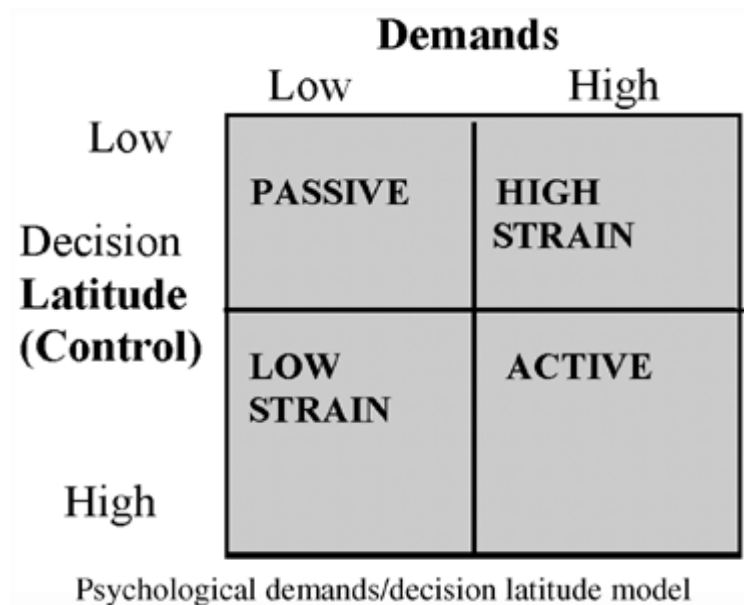 Demands
Low High
Low
PASSIVE HIGH
STRAIN
Decision
Latitude
(Control)
LOW ACTIVE
STRAIN
High
Psychological demands/decision latitude model